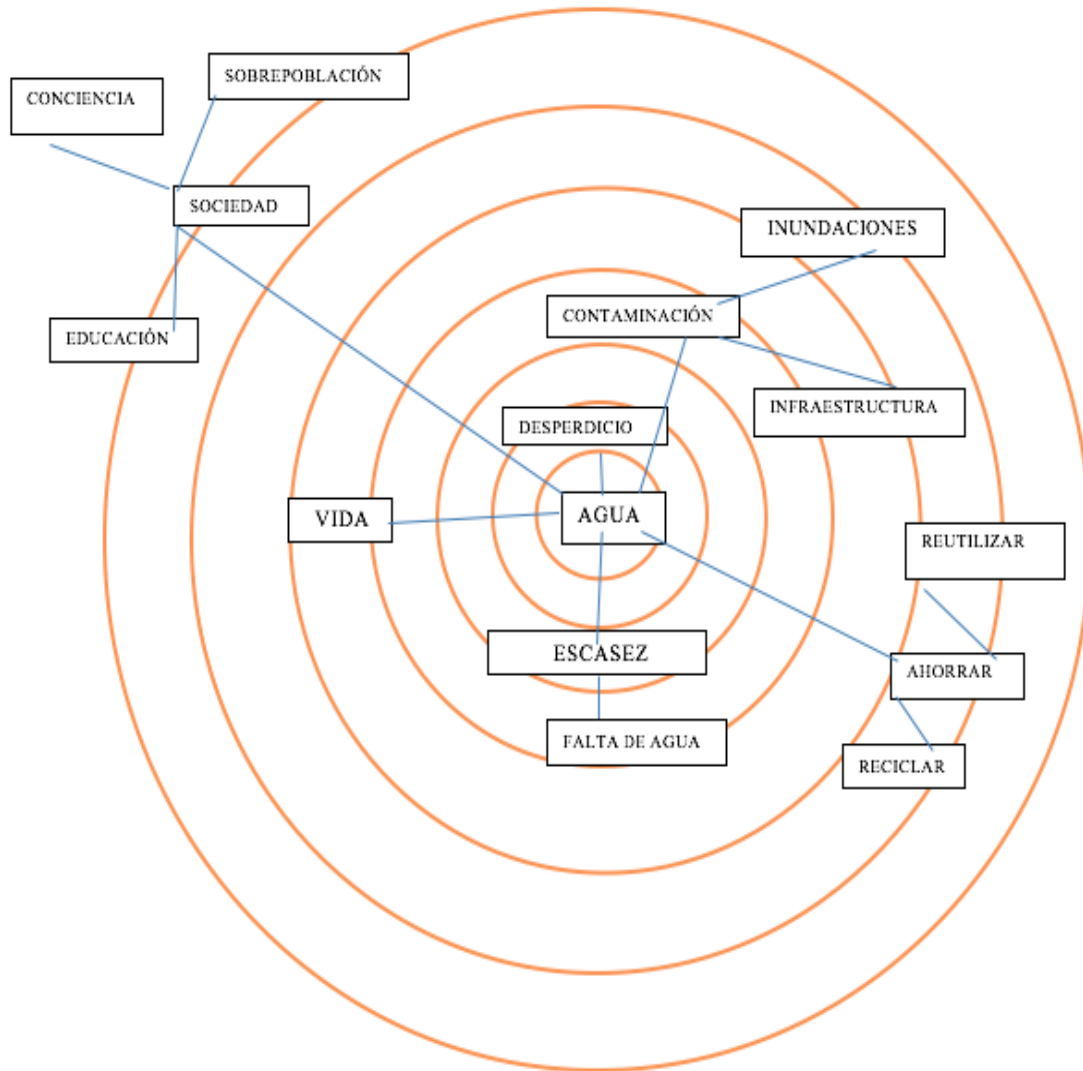 SOBREPOBLACIÓN
CONCIENCIA
SOCIEDAD
INUNDACIONES
CONTAMINACIÓN
EDUCACIÓN
INFRAESTRUCTURA
DESPERDICIO
VIDA
AGUA
REUTILIZAR
ESCASEZ
AHORRAR
FALTA DE AGUA
RECICLAR